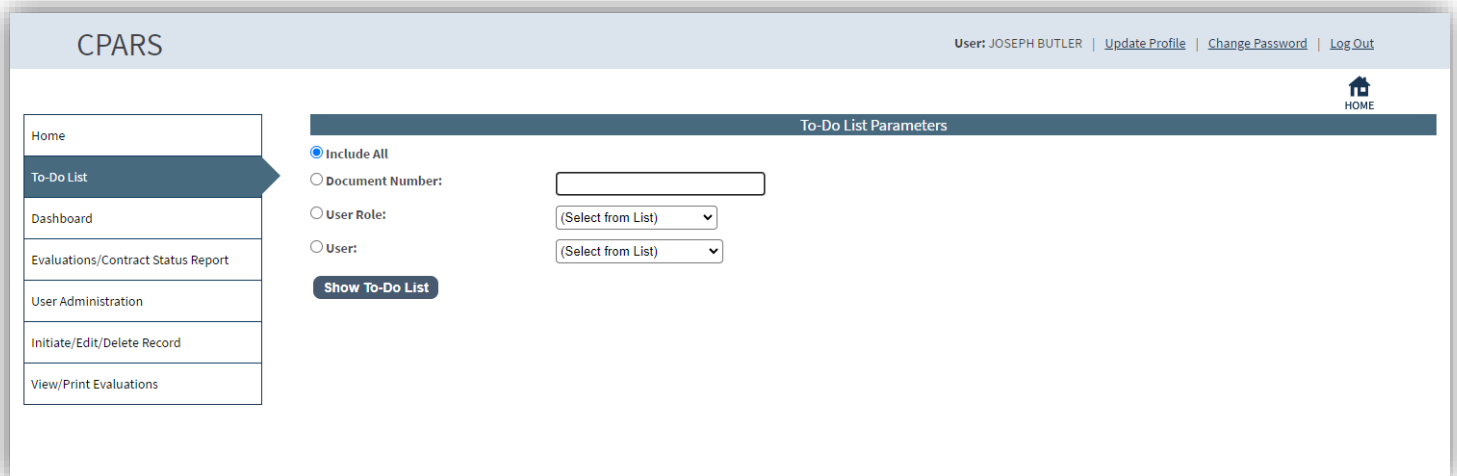 CPARS
User: JOSEPH BUTLER | Update Profile | Change Password | Log Out
HOME
Home
To-Do List
Dashboard
Evaluations/Contract Status Report
User Administration
Initiate/Edit/Delete Record
View/Print Evaluations
To-Do List Parameters
Include All
Document Number:
User Role: (Select from List)
User: (Select from List)
Show To-Do List